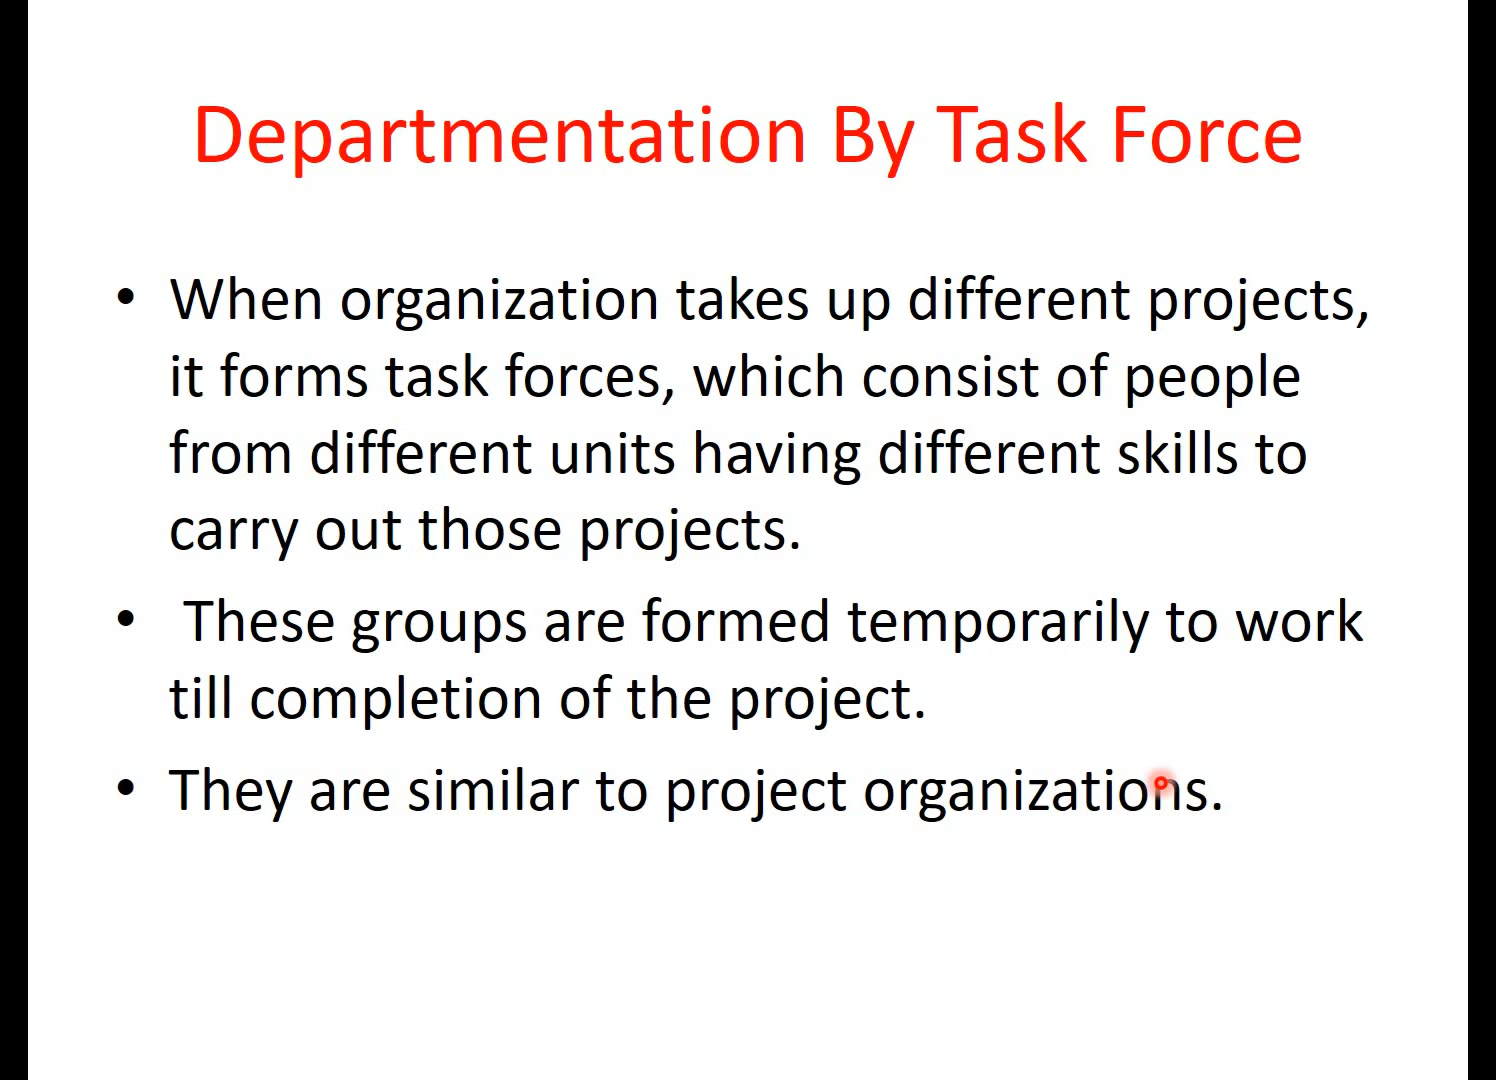 Departmentation By Task Force
• When organization takes up different projects,
it forms task forces, which consist of people
from different units having different skills to
carry out those projects.
• These groups are formed temporarily to work
till completion of the project.
• They are similar to project organizations.